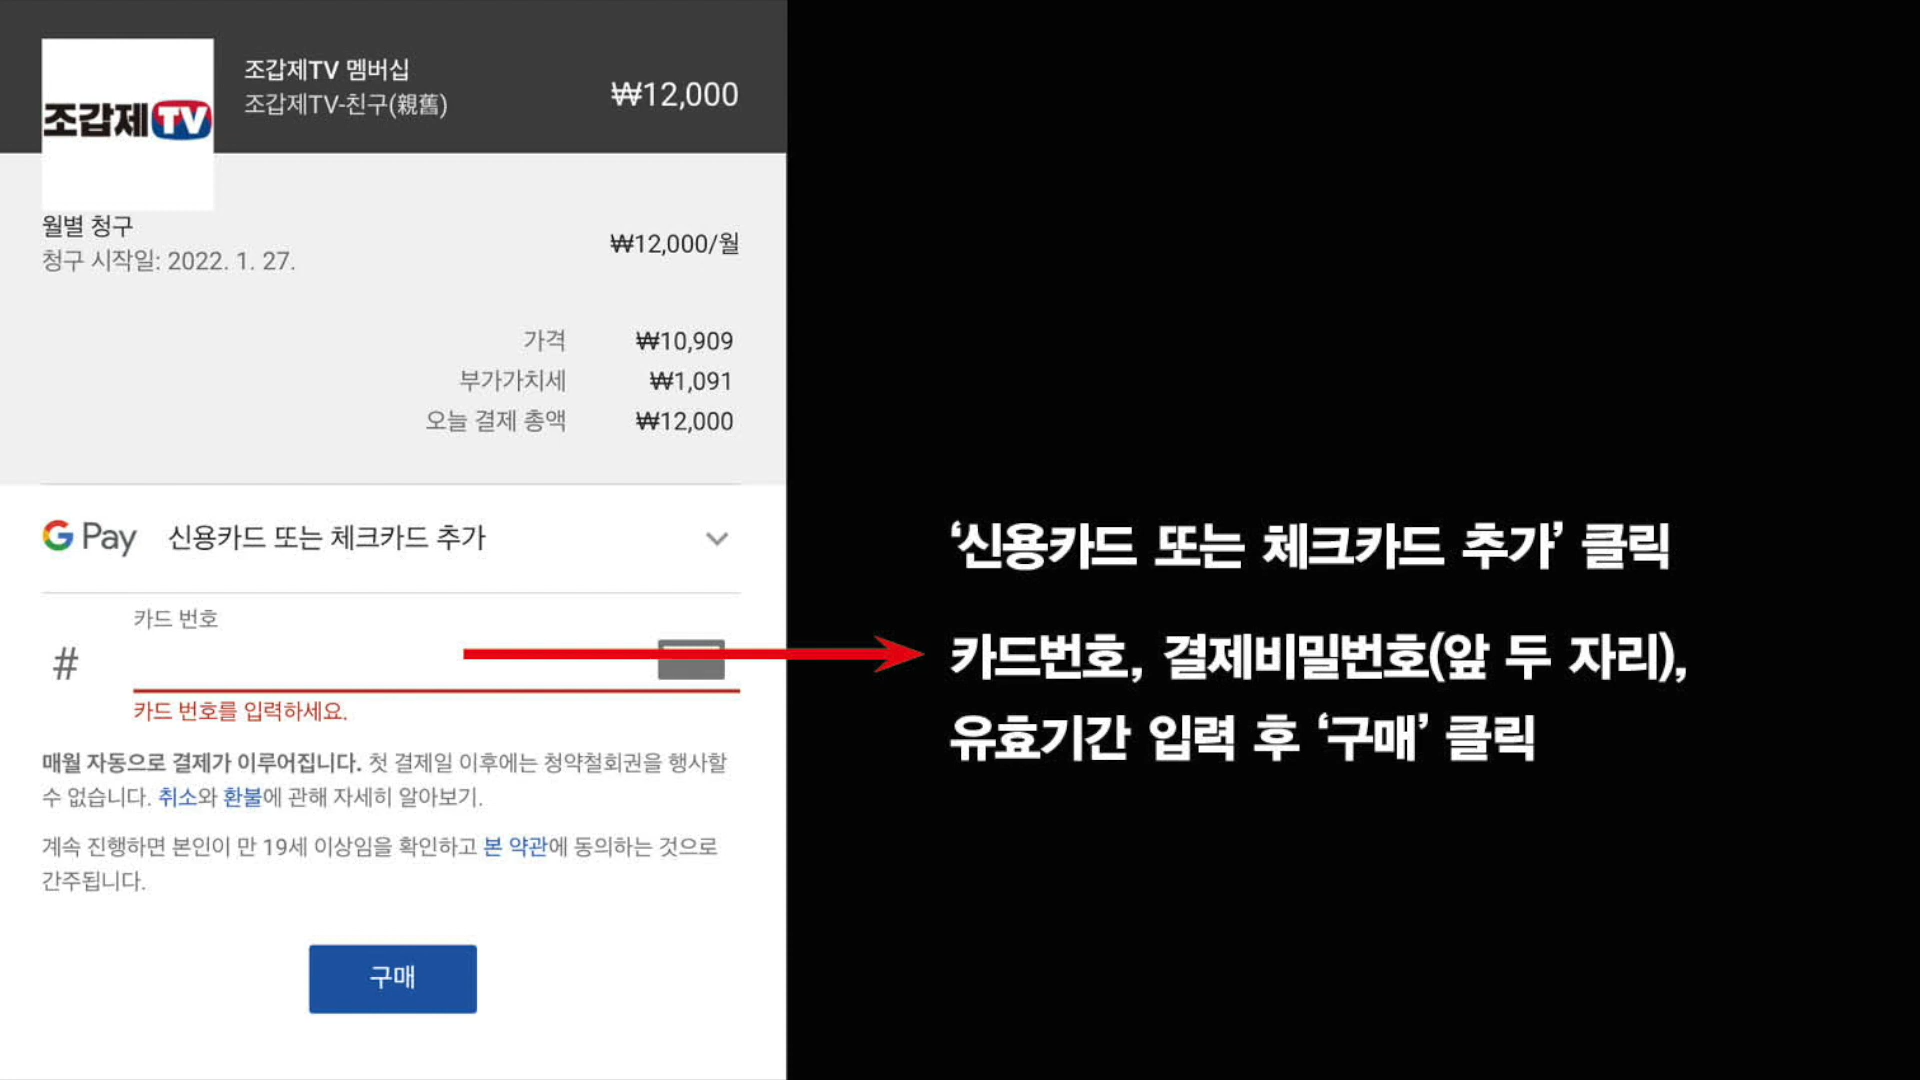 조갑제TV
조갑제TV 멤버십
조갑제TV-친구(親舊)
₩12,000
월별 청구
청구 시작일: 2022. 1. 27.
₩12,000/월
가격 ₩10,909
부가가치세 ₩1,091
오늘 결제 총액 ₩12,000
G Pay 신용카드 또는 체크카드 추가
카드 번호
#
카드 번호를 입력하세요.
매월 자동으로 결제가 이루어집니다. 첫 결제일 이후에는 청약철회권을 행사할
수 없습니다. 취소와 환불에 관해 자세히 알아보기.
계속 진행하면 본인이 만 19세 이상임을 확인하고 본 약관에 동의하는 것으로
간주됩니다.
구매
‘신용카드 또는 체크카드 추가’ 클릭
카드번호, 결제비밀번호(앞 두 자리),
유효기간 입력 후 ‘구매’ 클릭